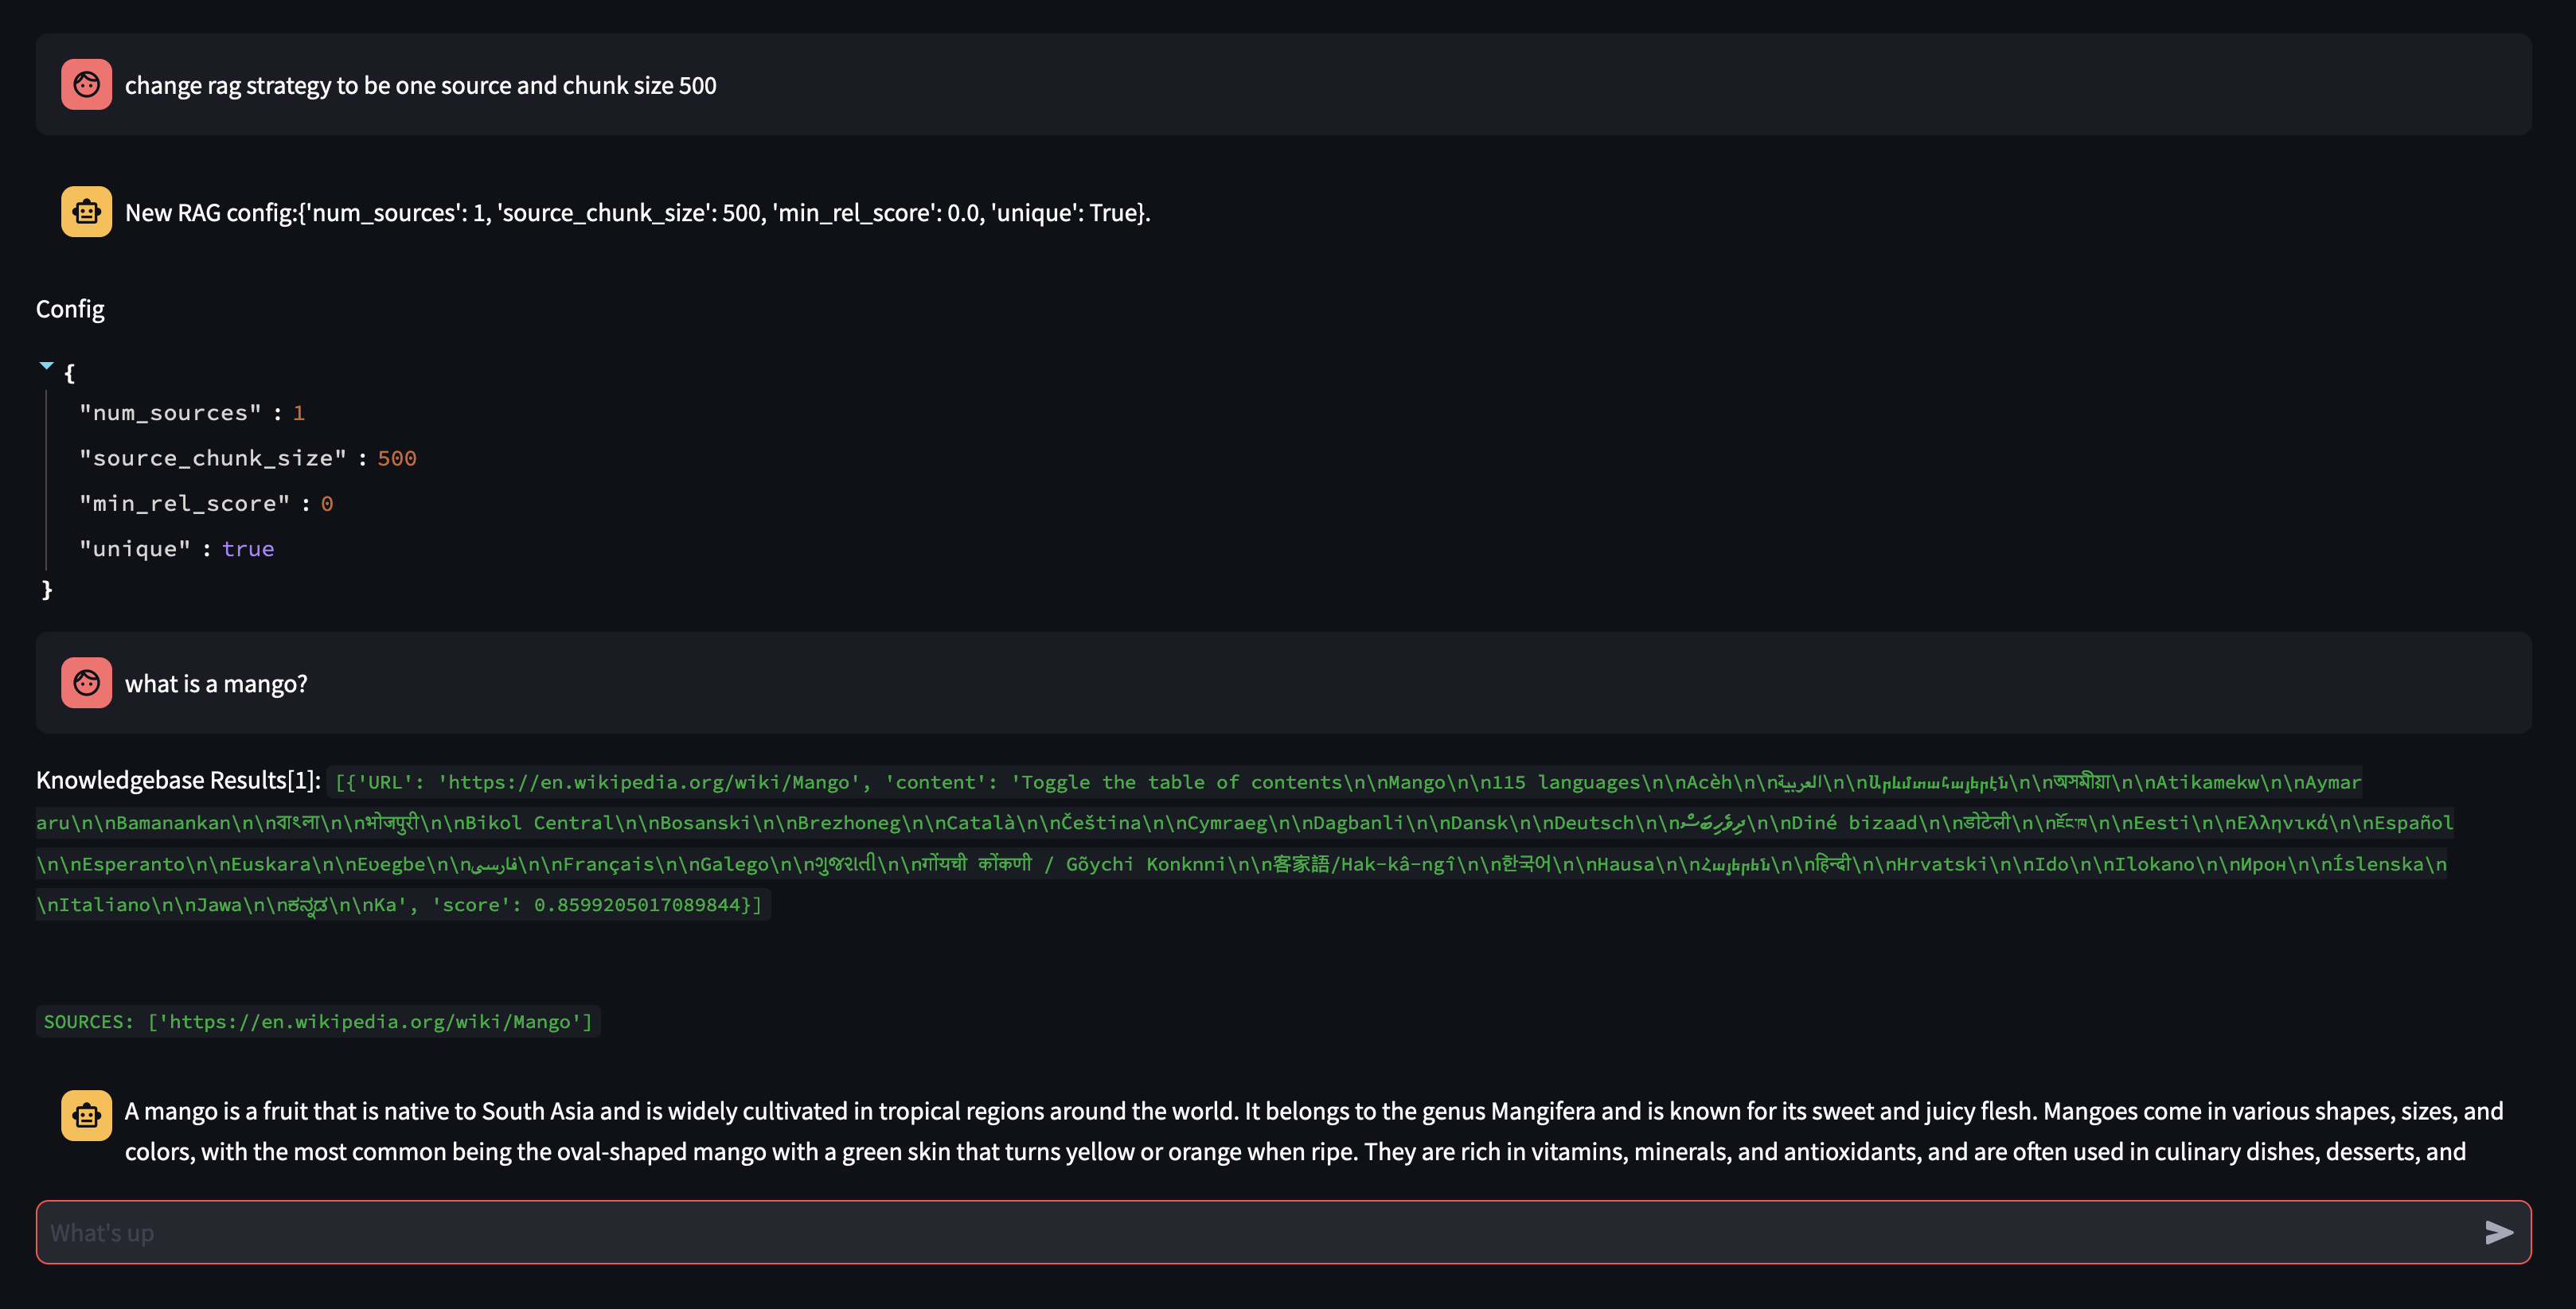 change rag strategy to be one source and chunk size 500
New RAG config:{'num_sources': 1, 'source_chunk_size': 500, 'min_rel_score': 0.0, 'unique': True}.
Config
{
"num_sources" : 1
"source_chunk_size" : 500
"min_rel_score" : 0
"unique" : true
}
what is a mango?
Knowledgebase Results[1]: [{'URL': 'https://en.wikipedia.org/wiki/Mango', 'content': 'Toggle the table of contents\n\nMango\n\n115 languages\n\nAcèh\n\nالعربية\n\nԱրևմտահայերէն\n\nঅসমীয়া\n\nAtikamekw\n\nAymar
aru\n\nBamanankan\n\nবাংলা\n\nभोजपुरी\n\nBikol Central\n\nBosanski\n\nBrezhoneg\n\nCatalà\n\nČeština\n\nCymraeg\n\nDagbanli\n\nDansk\n\nDeutsch\n\nދިވެހިބަސް\n\nDiné bizaad\n\nडोटेली\n\nཇོང་ཁ\n\nEesti\n\nΕλληνικά\n\nEspañol
\n\nEsperanto\n\nEuskara\n\nEʋegbe\n\nفارسی\n\nFrançais\n\nGalego\n\nગુજરાતી\n\nगोंयची कोंकणी / Gõychi Konknni\n\n客家語/Hak-kâ-ngî\n\n한국어\n\nHausa\n\nՀայերեն\n\nहिन्दी\n\nHrvatski\n\nIdo\n\nIlokano\n\nИрон\n\nÍslenska\n
\nItaliano\n\nJawa\n\nಕನ್ನಡ\n\nKa', 'score': 0.8599205017089844}]
SOURCES: ['https://en.wikipedia.org/wiki/Mango']
A mango is a fruit that is native to South Asia and is widely cultivated in tropical regions around the world. It belongs to the genus Mangifera and is known for its sweet and juicy flesh. Mangoes come in various shapes, sizes, and
colors, with the most common being the oval-shaped mango with a green skin that turns yellow or orange when ripe. They are rich in vitamins, minerals, and antioxidants, and are often used in culinary dishes, desserts, and
What's up